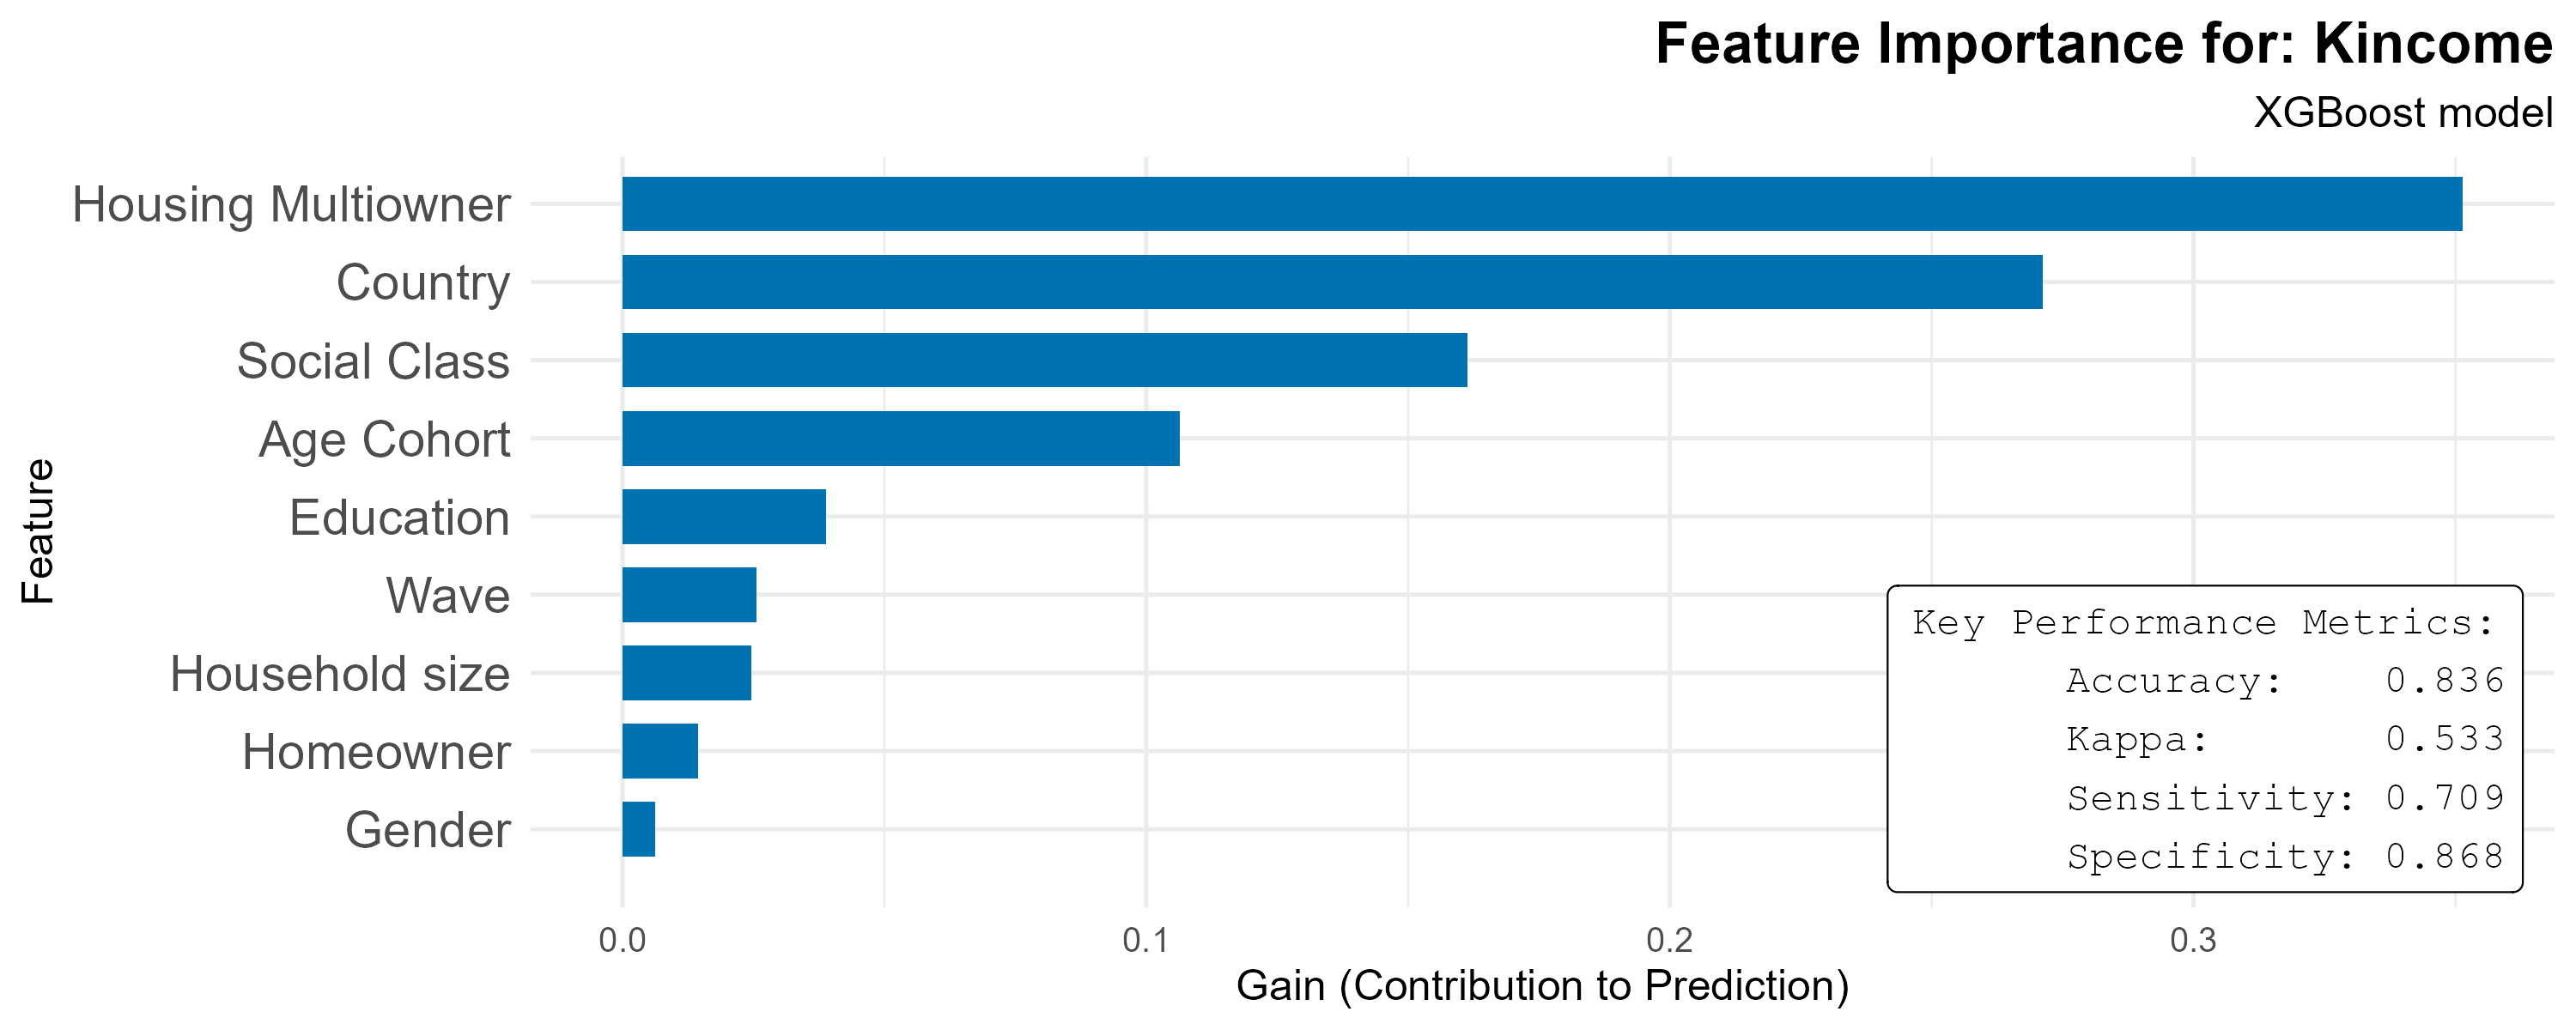 Feature Importance for: Kincome
XGBoost model
Feature
Housing Multiowner
Country
Social Class
Age Cohort
Education
Wave
Household size
Homeowner
Gender
Key Performance Metrics:
Accuracy: 0.836
Kappa: 0.533
Sensitivity: 0.709
Specificity: 0.868
0.0 0.1 0.2 0.3
Gain (Contribution to Prediction)